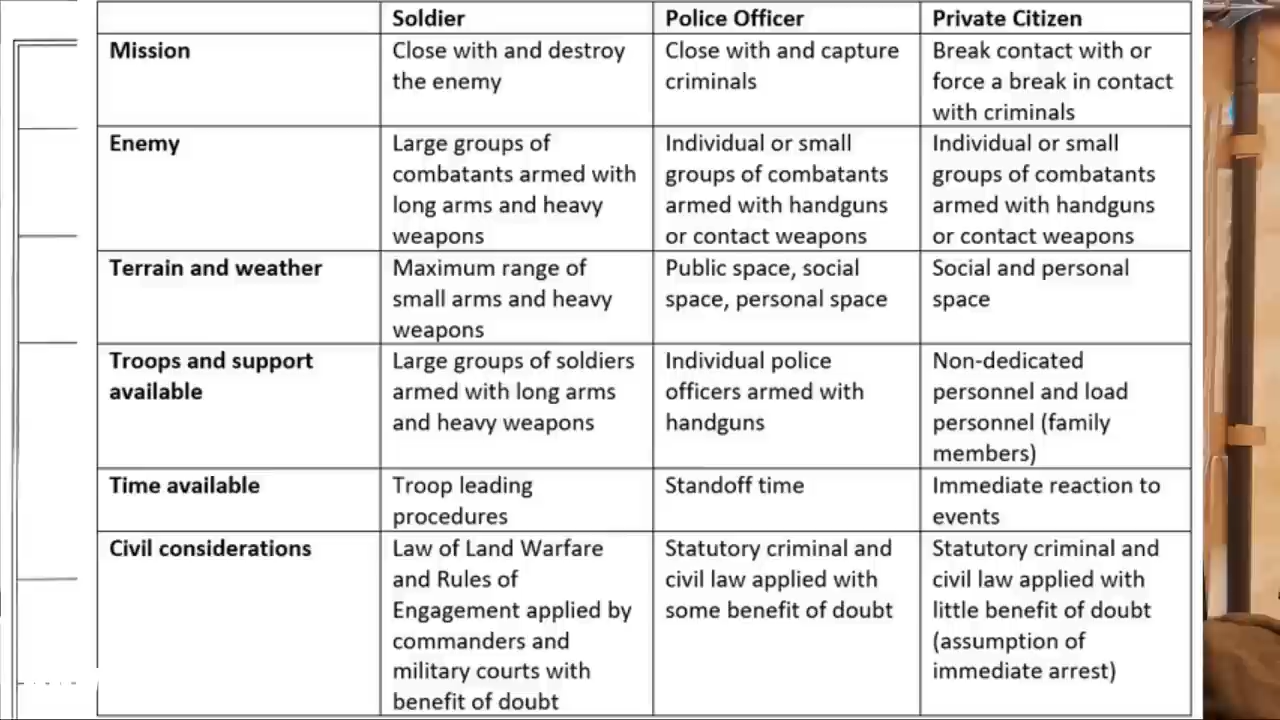 Soldier Police Officer Private Citizen
Mission Close with and destroy Close with and capture Break contact with or
the enemy criminals force a break in contact
with criminals
Enemy Large groups of Individual or small Individual or small
combatants armed with groups of combatants groups of combatants
long arms and heavy armed with handguns armed with handguns
weapons or contact weapons or contact weapons
Terrain and weather Maximum range of Public space, social Social and personal
small arms and heavy space, personal space space
weapons
Troops and support Large groups of soldiers Individual police Non-dedicated
available armed with long arms officers armed with personnel and load
and heavy weapons handguns personnel (family
members)
Time available Troop leading Standoff time Immediate reaction to
procedures events
Civil considerations Law of Land Warfare Statutory criminal and Statutory criminal and
and Rules of civil law applied with civil law applied with
Engagement applied by some benefit of doubt little benefit of doubt
commanders and (assumption of
military courts with immediate arrest)
benefit of doubt